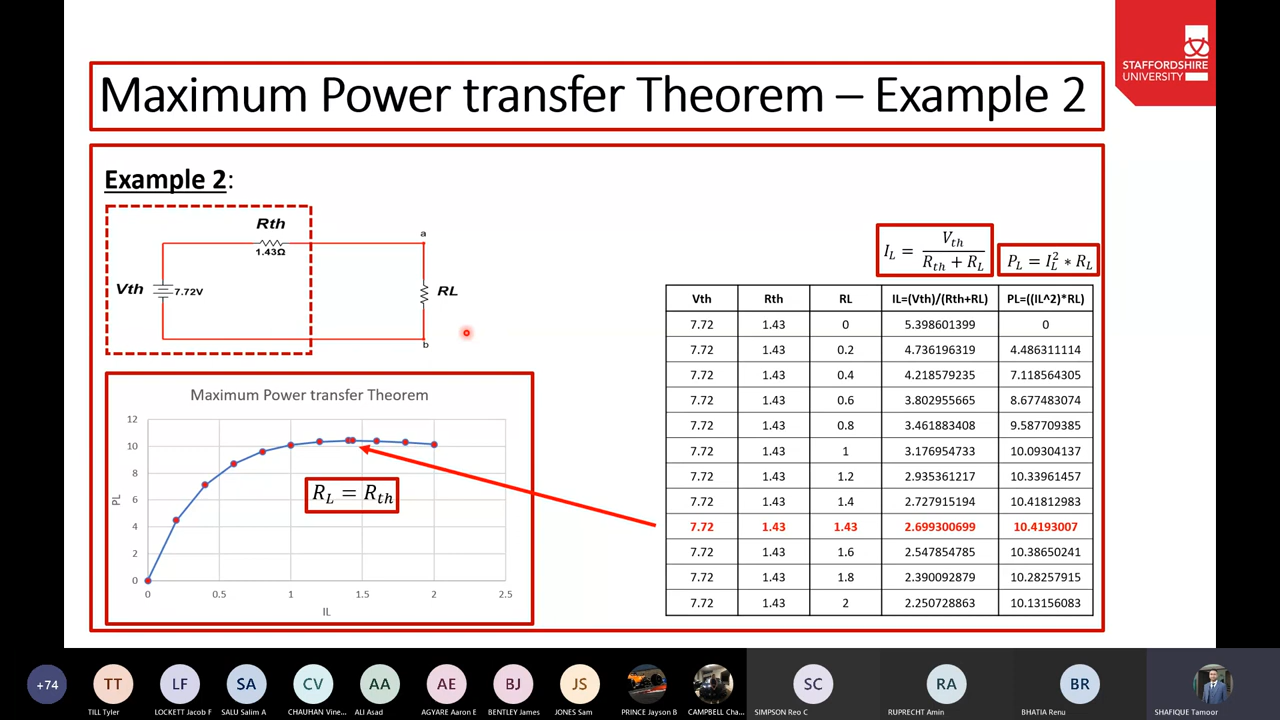 STAFFORDSHIRE
UNIVERSITY
Maximum Power transfer Theorem – Example 2
Example 2:
Rth
1.43Ω
a
Vth
7.72V
RL
b
I_L = V_th / (R_th + R_L)
P_L = I_L^2 * R_L
Vth Rth RL IL=(Vth)/(Rth+RL) PL=((IL^2)*RL)
7.72 1.43 0 5.398601399 0
7.72 1.43 0.2 4.736196319 4.486311114
7.72 1.43 0.4 4.218579235 7.118564305
7.72 1.43 0.6 3.802955665 8.677483074
7.72 1.43 0.8 3.461883408 9.587709385
7.72 1.43 1 3.176954733 10.09304137
7.72 1.43 1.2 2.935361217 10.33961457
7.72 1.43 1.4 2.727915194 10.41812983
7.72 1.43 1.43 2.699300699 10.4193007
7.72 1.43 1.6 2.547854785 10.38650241
7.72 1.43 1.8 2.390092879 10.28257915
7.72 1.43 2 2.250728863 10.13156083
Maximum Power transfer Theorem
12
10
8
6
4
2
0
PL
R_L = R_th
0 0.5 1 1.5 2 2.5
IL
+74 TT LF SA CV AA AE BJ JS SC RA BR
TILL Tyler LOCKETT Jacob F SALU Salim A CHAUHAN Vine... ALI Asad AGYARE Aaron E BENTLEY James JONES Sam PRINCE Jayson B CAMPBELL Cha... SIMPSON Reo C RUPRECHT Amin BHATIA Renu SHAFIQUE Tamoor